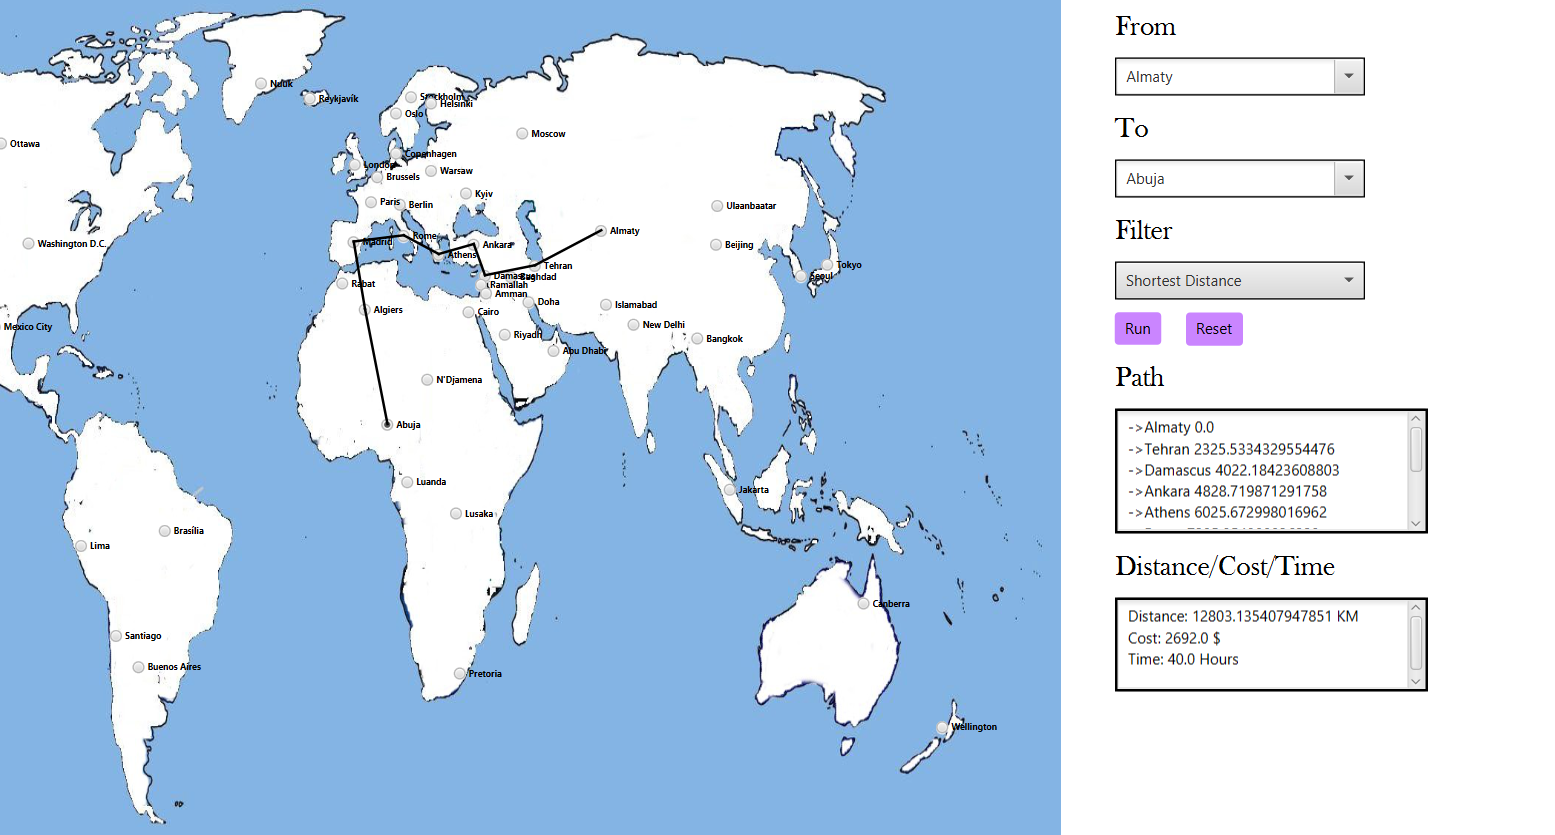 Nuuk
Reykjavík
Stockholm
Helsinki
Oslo
Moscow
Ottawa
Copenhagen
London
Brussels
Warsaw
Kyiv
Paris
Berlin
Ulaanbaatar
Almaty
Washington D.C.
Madrid
Rome
Ankara
Athens
Beijing
Tokyo
Seoul
Tehran
Damascus
Baghdad
Ramallah
Amman
Rabat
Doha
Islamabad
Algiers
Cairo
New Delhi
Mexico City
Riyadh
Bangkok
Abu Dhabi
N'Djamena
Abuja
Luanda
Jakarta
Lusaka
Brasília
Lima
Canberra
Santiago
Buenos Aires
Pretoria
Wellington
From
Almaty
To
Abuja
Filter
Shortest Distance
Run Reset
Path
->Almaty 0.0
->Tehran 2325.5334329554476
->Damascus 4022.18423608803
->Ankara 4828.719871291758
->Athens 6025.672998016962
Distance/Cost/Time
Distance: 12803.135407947851 KM
Cost: 2692.0 $
Time: 40.0 Hours